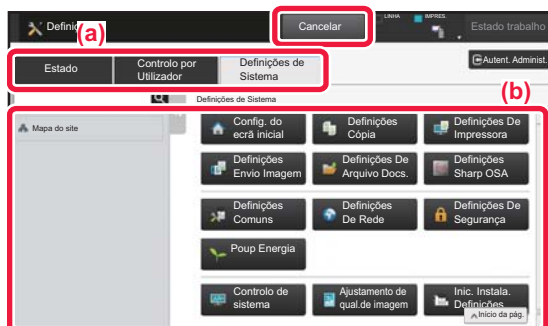 Definiç
(a)
Cancelar
LINHA
IMPRES.
Estado trabalho
Estado
Controlo por
Utilizador
Definições de
Sistema
Autent. Administ.
(b)
Definições de Sistema
Mapa do site
Config. do
ecrã inicial
Definições
Cópia
Definições De
Impressora
Definições
Envio Imagem
Definições De
Arquivo Docs.
Definições
Sharp OSA
Definições
Comuns
Definições
De Rede
Definições De
Segurança
Poup Energia
Controlo de
sistema
Ajustamento de
qual.de imagem
Inic. Instala.
Definições
Início da pág.